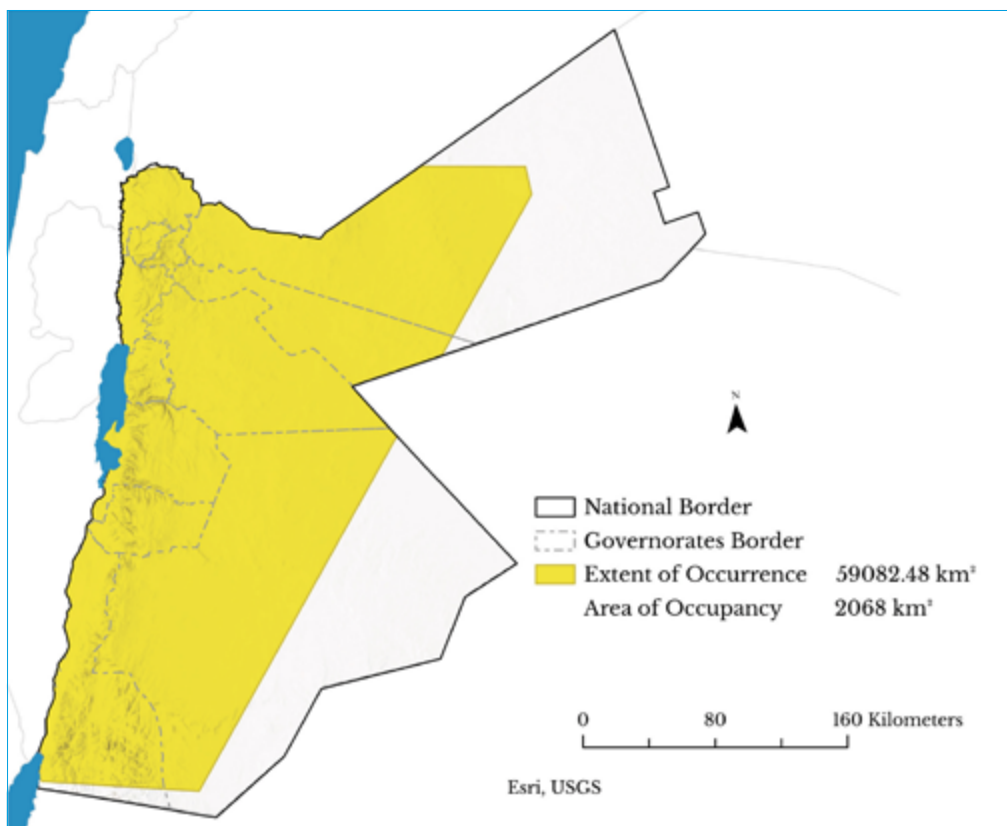 N
National Border
Governorates Border
Extent of Occurrence 59082.48 km²
Area of Occupancy 2068 km²
0 80 160 Kilometers
Esri, USGS